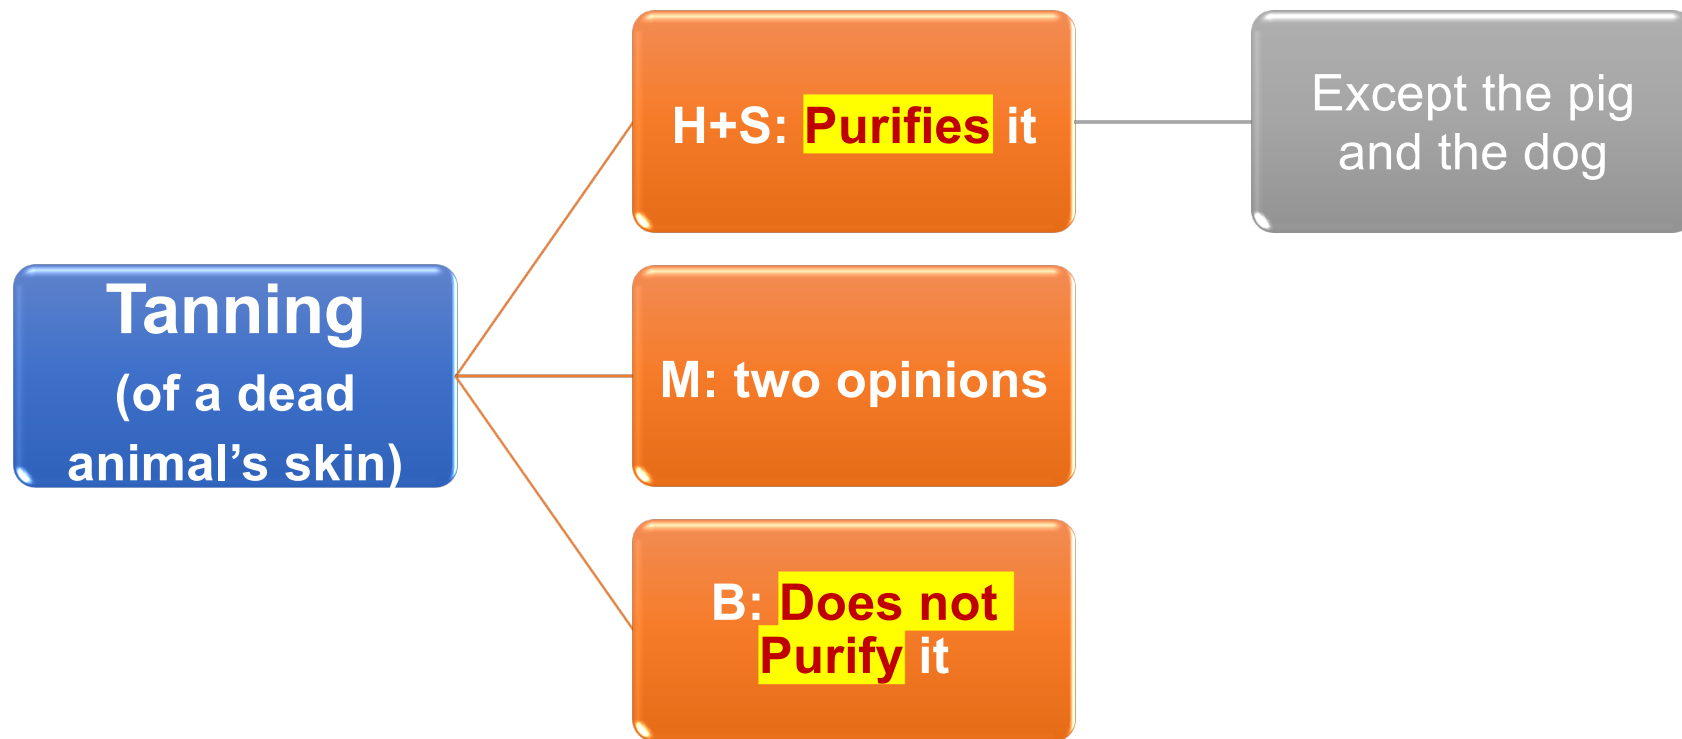 Tanning
(of a dead
animal’s skin)
H+S: Purifies it
Except the pig
and the dog
M: two opinions
B: Does not
Purify it